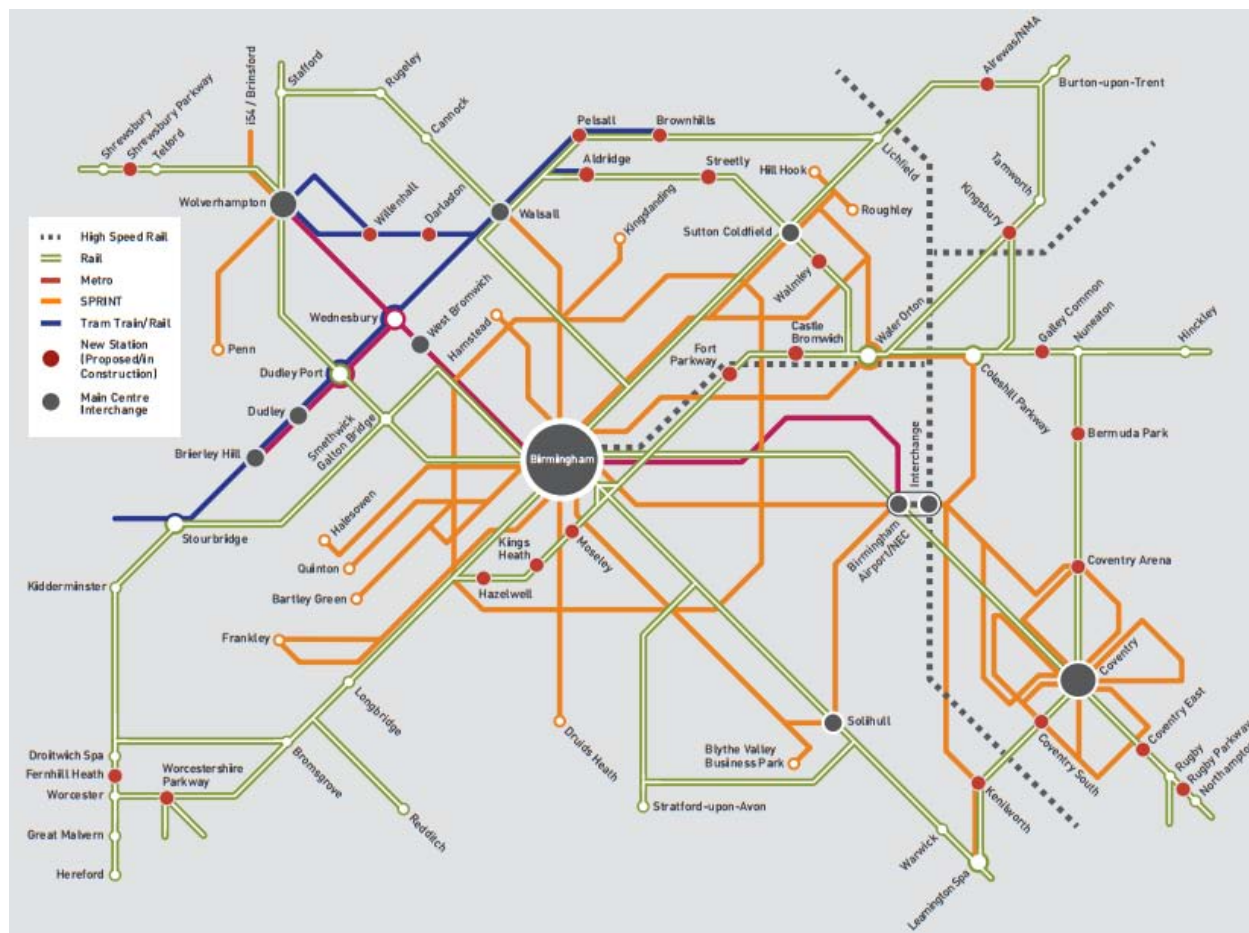 Shrewsbury
Shrewsbury Parkway
Telford
i54 / Brinsford
Stafford
Rugeley
Cannock
Wolverhampton
Willenhall
Darlaston
Walsall
Pelsall
Brownhills
Aldridge
Streetly
Kingstanding
Hill Hook
Roughley
Sutton Coldfield
Walmley
Lichfield
Alrewas/NMA
Burton-upon-Trent
Tamworth
Kingsbury
High Speed Rail
Rail
Metro
SPRINT
Tram Train/Rail
New Station
(Proposed/in
Construction)
Main Centre
Interchange
Penn
Wednesbury
West Bromwich
Hamstead
Dudley Port
Dudley
Brierley Hill
Smethwick
Galton Bridge
Birmingham
Fort
Parkway
Castle
Bromwich
Water Orton
Coleshill Parkway
Galley Common
Nuneaton
Hinckley
Bermuda Park
Interchange
Birmingham
Airport/NEC
Coventry Arena
Coventry
Coventry East
Coventry South
Rugby
Rugby Parkway
Northampton
Kenilworth
Leamington Spa
Warwick
Stourbridge
Halesowen
Quinton
Bartley Green
Frankley
Kings
Heath
Moseley
Hazelwell
Kidderminster
Longbridge
Druids Heath
Solihull
Blythe Valley
Business Park
Stratford-upon-Avon
Droitwich Spa
Fernhill Heath
Worcester
Worcestershire
Parkway
Bromsgrove
Redditch
Great Malvern
Hereford